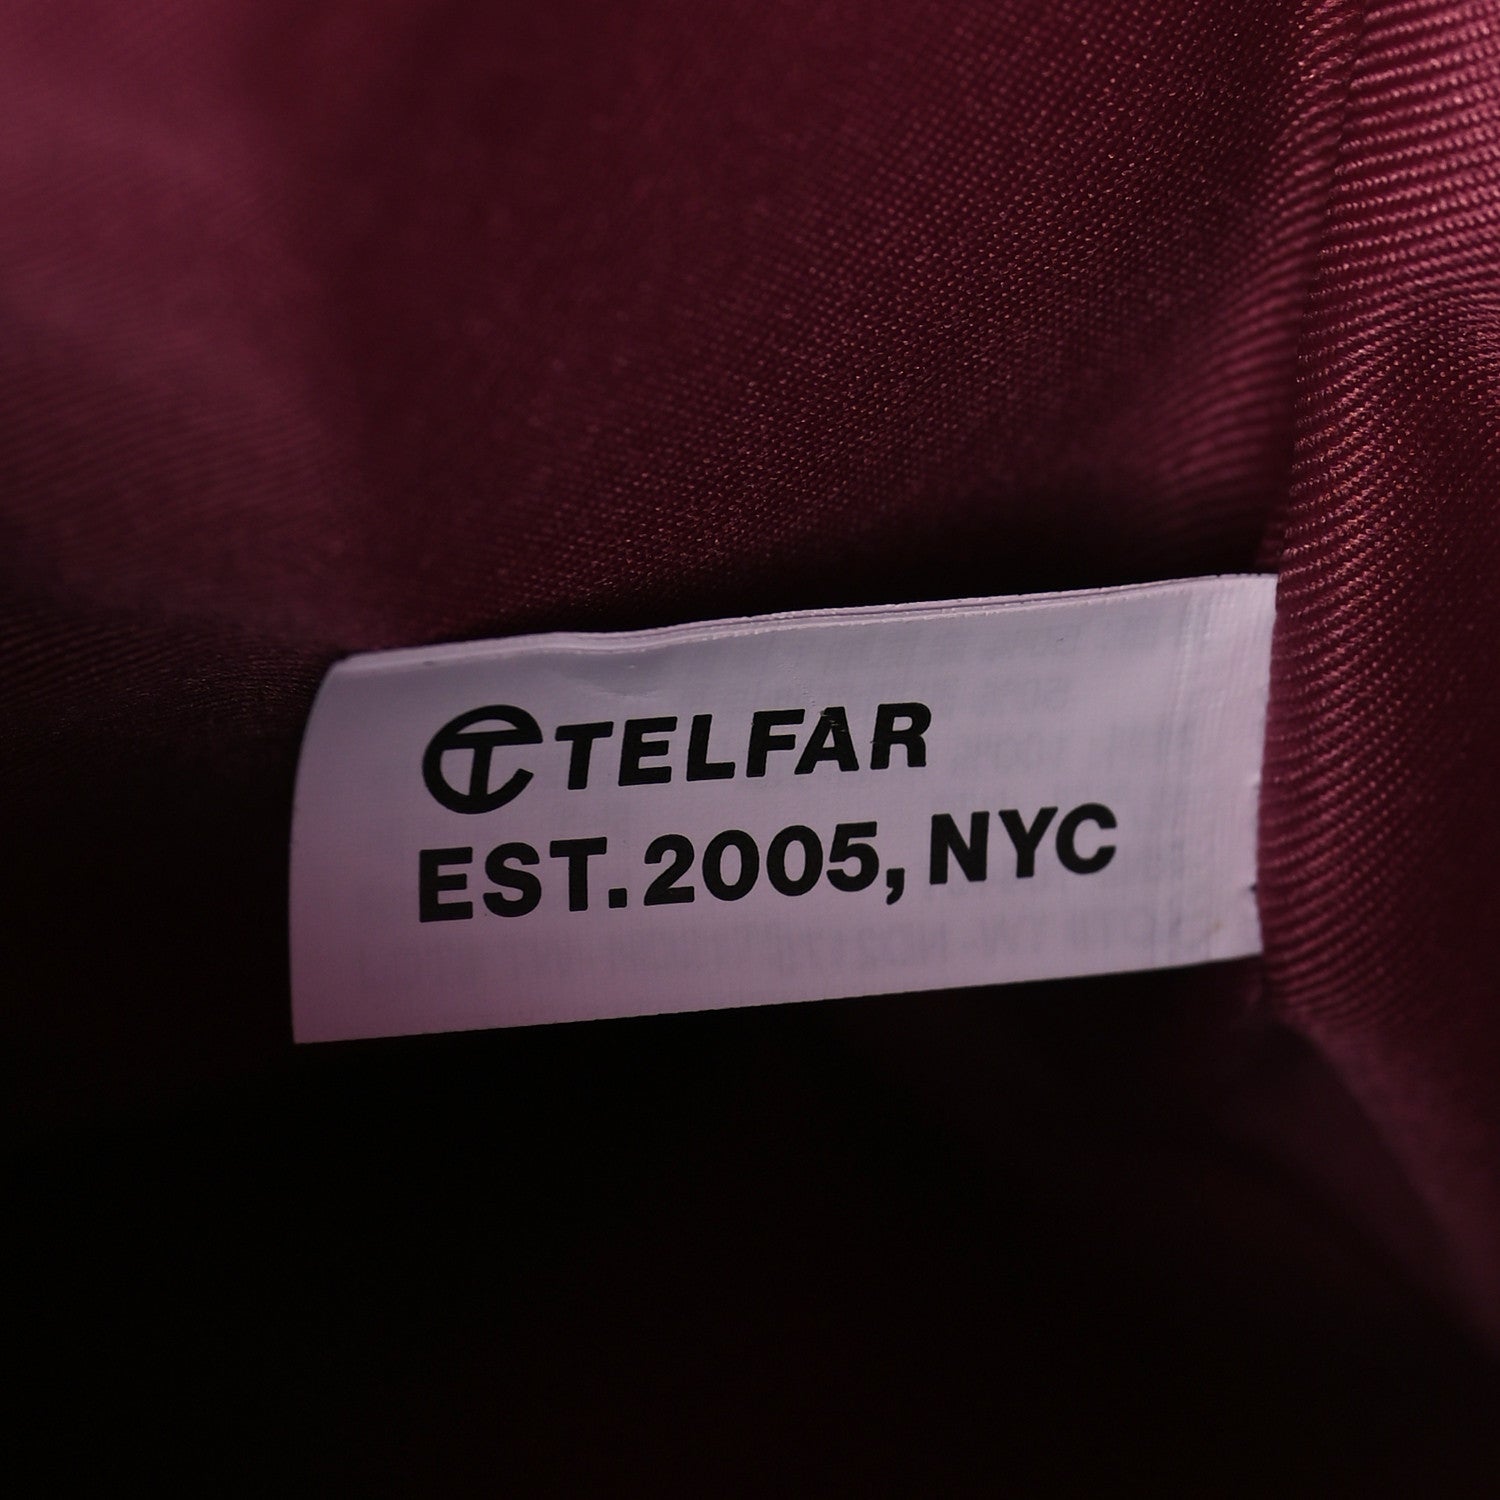 TELFAR
EST. 2005, NYC